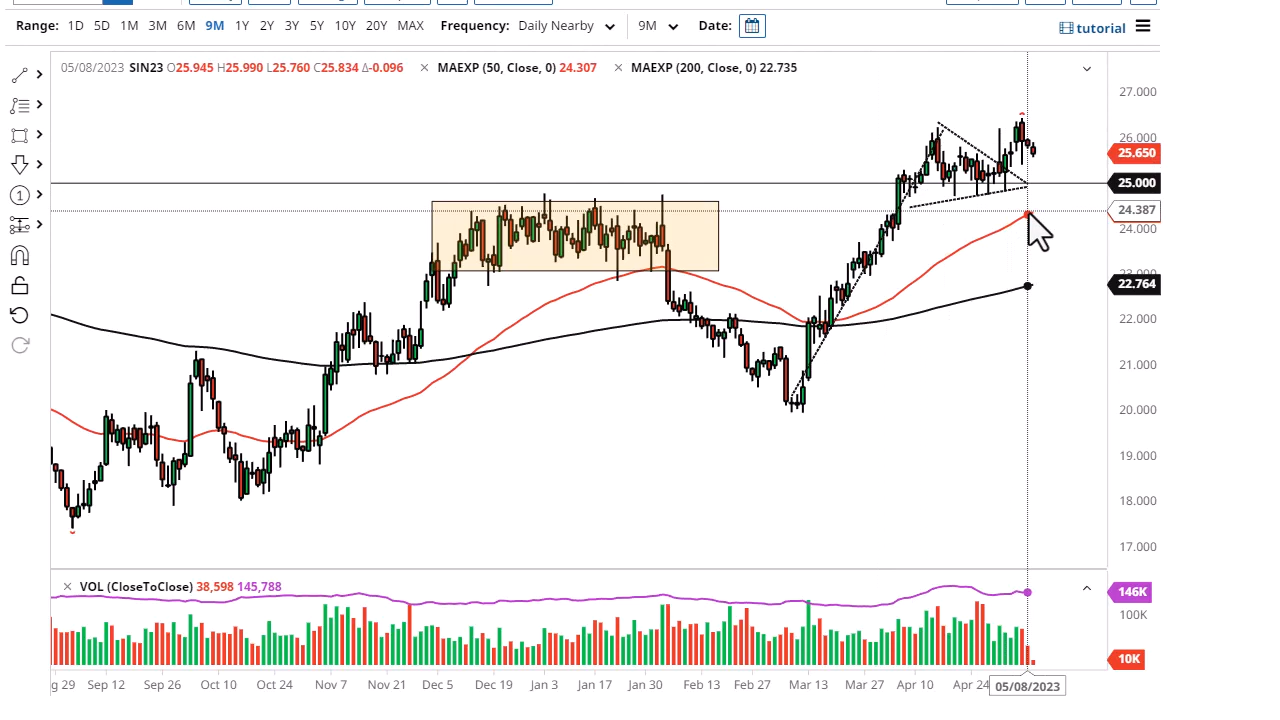 Range: 1D 5D 1M 3M 6M 9M 1Y 2Y 3Y 5Y 10Y 20Y MAX Frequency: Daily Nearby 9M Date: tutorial
05/08/2023 SIN23 O25.945 H25.990 L25.760 C25.834 Δ-0.096 × MAEXP (50, Close, 0) 24.307 × MAEXP (200, Close, 0) 22.735
27.000
26.000
25.650
25.000
24.387
24.000
23.000
22.764
22.000
21.000
20.000
19.000
18.000
17.000
× VOL (CloseToClose) 38,598 145,788
146K
100K
10K
g 29 Sep 12 Sep 26 Oct 10 Oct 24 Nov 7 Nov 21 Dec 5 Dec 19 Jan 3 Jan 17 Jan 30 Feb 13 Feb 27 Mar 13 Mar 27 Apr 10 Apr 24 05/08/2023